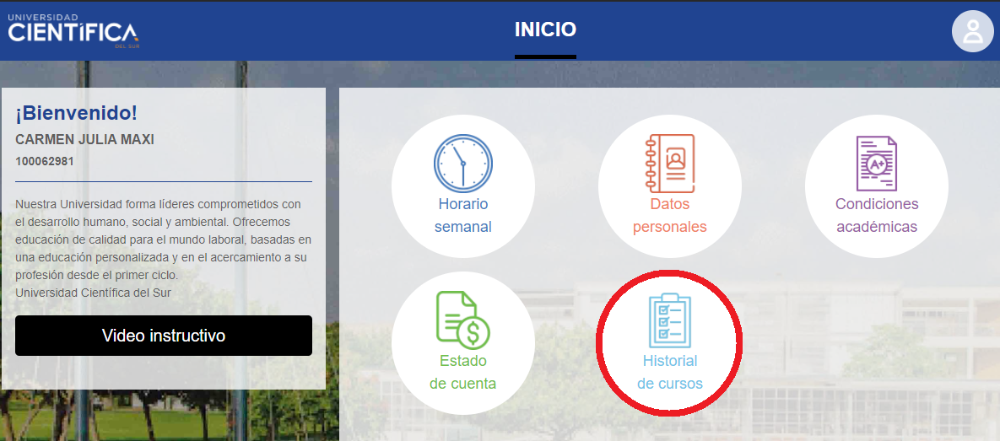 UNIVERSIDAD
CIENTÍFICA
DEL SUR
INICIO
¡Bienvenido!
CARMEN JULIA MAXI
100062981
Nuestra Universidad forma líderes comprometidos con
el desarrollo humano, social y ambiental. Ofrecemos
educación de calidad para el mundo laboral, basadas en
una educación personalizada y en el acercamiento a su
profesión desde el primer ciclo.
Universidad Científica del Sur
Video instructivo
Horario
semanal
Datos
personales
A+
Condiciones
académicas
$
Estado
de cuenta
Historial
de cursos